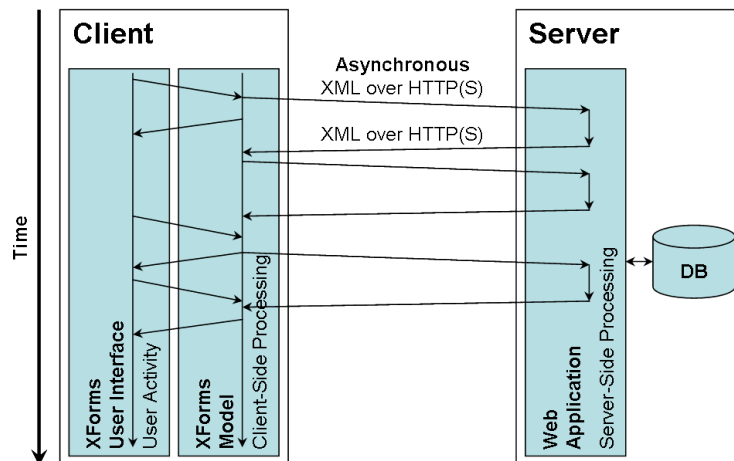 Client
Server
Asynchronous
XML over HTTP(S)
XML over HTTP(S)
Time
XForms
User Interface
User Activity
XForms
Model
Client-Side Processing
Web
Application
Server-Side Processing
DB